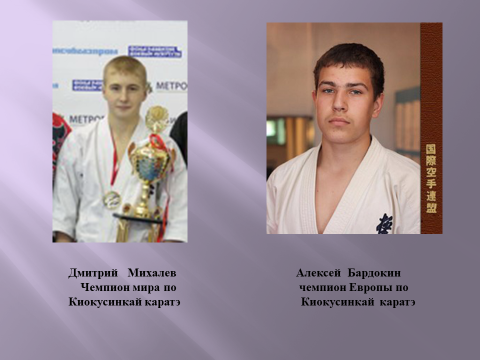 МЕТРО
国際空手道連盟
Дмитрий Михалев
Чемпион мира по
Киокусинкай каратэ
Алексей Бардокин
чемпион Европы по
Киокусинкай каратэ